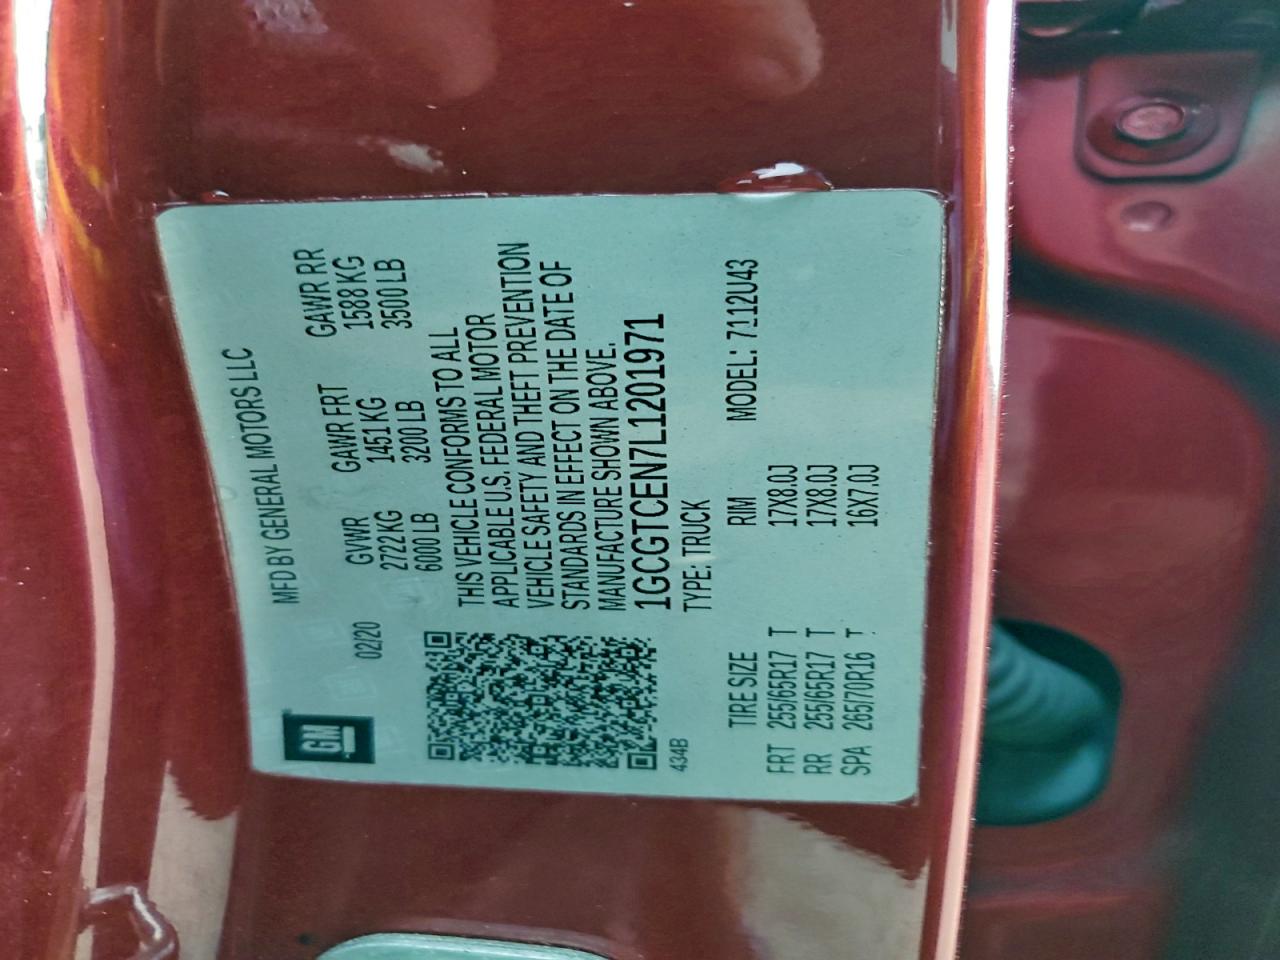 GM
MFD BY GENERAL MOTORS LLC
02/20
GVWR GAWR FRT GAWR RR
2722 KG 1451 KG 1588 KG
6000 LB 3200 LB 3500 LB
THIS VEHICLE CONFORMS TO ALL
APPLICABLE U.S. FEDERAL MOTOR
VEHICLE SAFETY AND THEFT PREVENTION
STANDARDS IN EFFECT ON THE DATE OF
MANUFACTURE SHOWN ABOVE.
1GCGTCEN7L1201971
434B TYPE: TRUCK
TIRE SIZE RIM MODEL: 7112U43
FRT 255/65R17 T 17X8.0J
RR 255/65R17 T 17X8.0J
SPA 265/70R16 T 16X7.0J